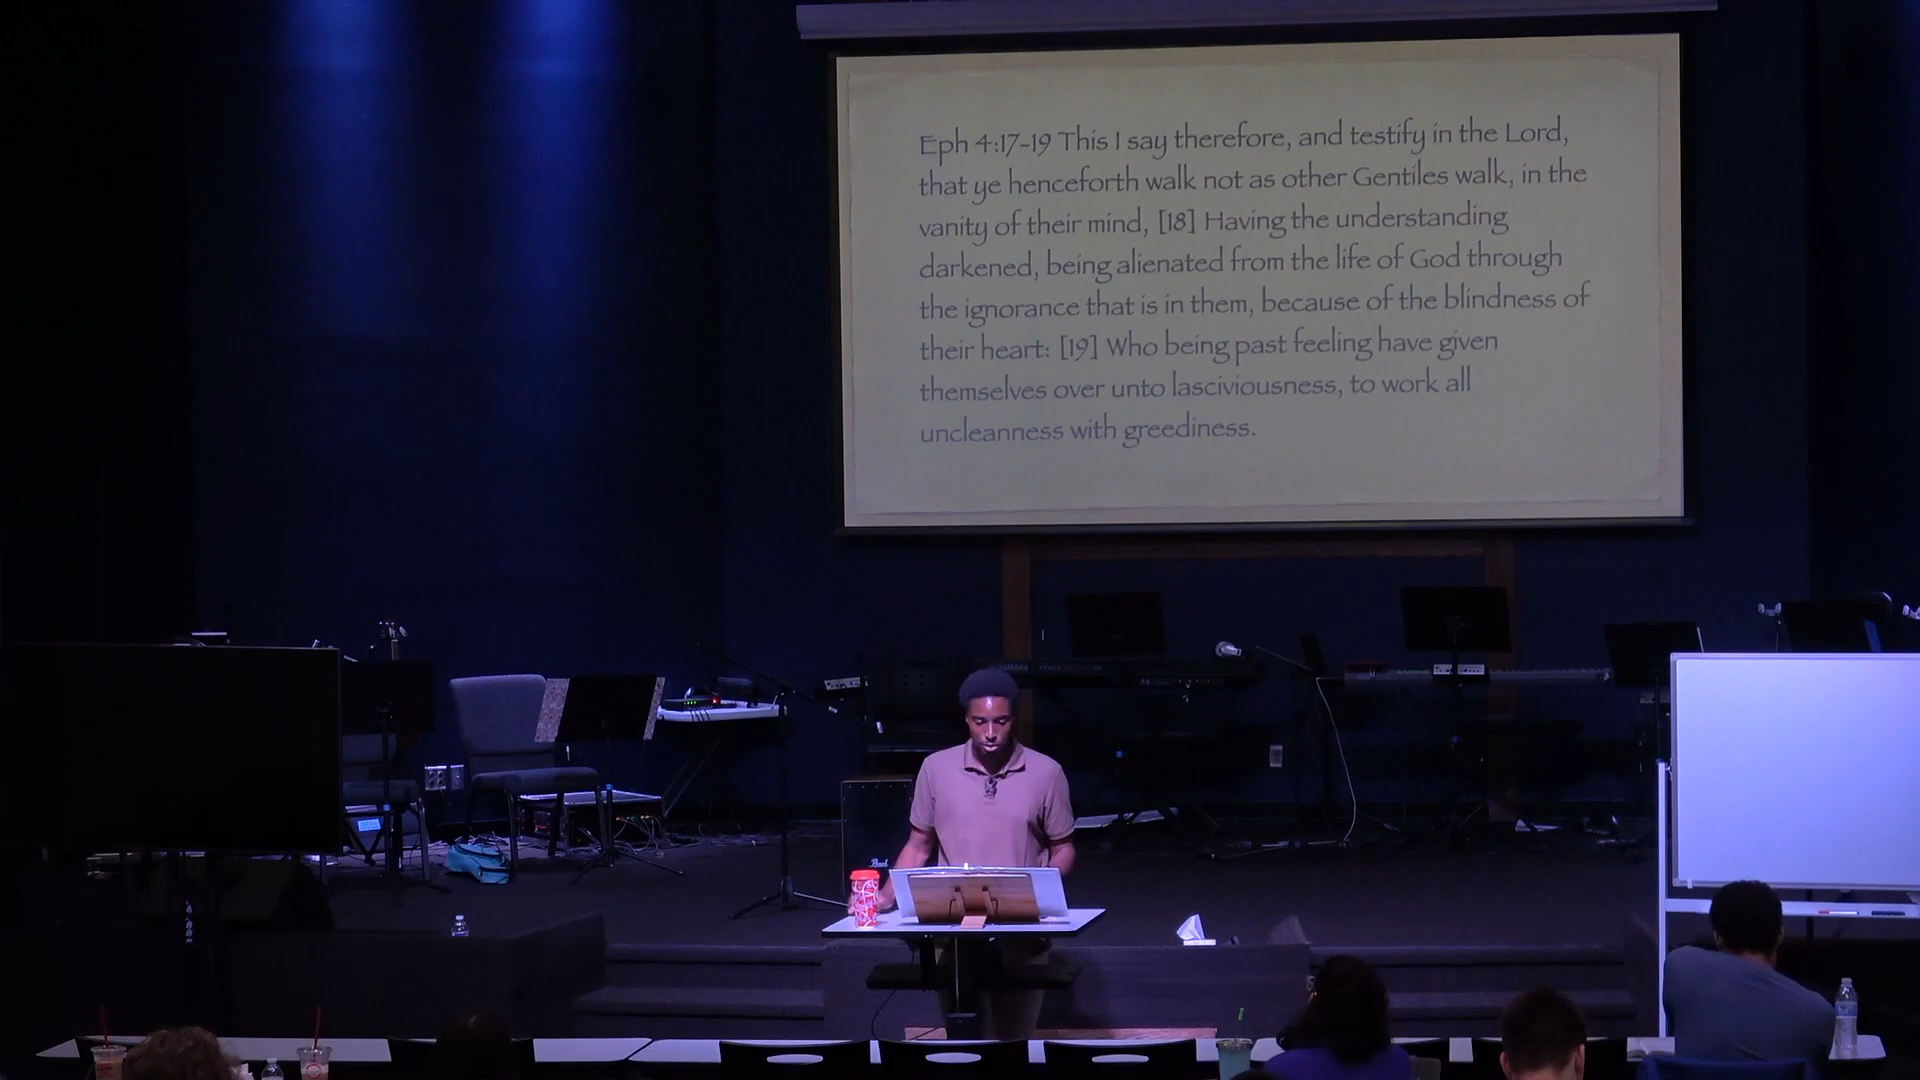 Eph 4:17-19 This I say therefore, and testify in the Lord,
that ye henceforth walk not as other Gentiles walk, in the
vanity of their mind, [18] Having the understanding
darkened, being alienated from the life of God through
the ignorance that is in them, because of the blindness of
their heart: [19] Who being past feeling have given
themselves over unto lasciviousness, to work all
uncleanness with greediness.
YAMAHA
Pearl